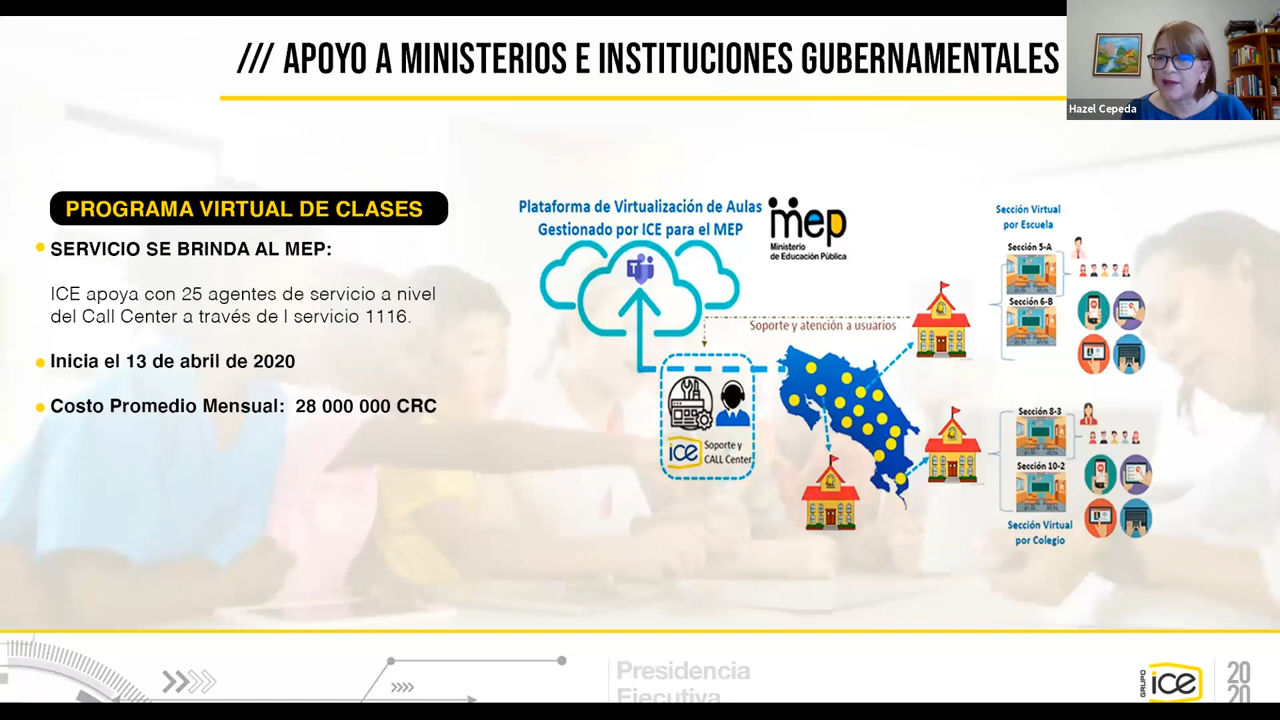 /// APOYO A MINISTERIOS E INSTITUCIONES GUBERNAMENTALES
Hazel Cepeda
PROGRAMA VIRTUAL DE CLASES
SERVICIO SE BRINDA AL MEP:
ICE apoya con 25 agentes de servicio a nivel
del Call Center a través de l servicio 1116.
Inicia el 13 de abril de 2020
Costo Promedio Mensual: 28 000 000 CRC
Plataforma de Virtualización de Aulas
Gestionado por ICE para el MEP
mep
Ministerio
de Educación Pública
Soporte y atención a usuarios
ice
Soporte y
CALL Center
Sección Virtual
por Escuela
Sección 5-A
Sección 6-B
Sección 8-3
Sección 10-2
Sección Virtual
por Colegio
Presidencia
Ejecutiva
GRUPO
ice
20
20